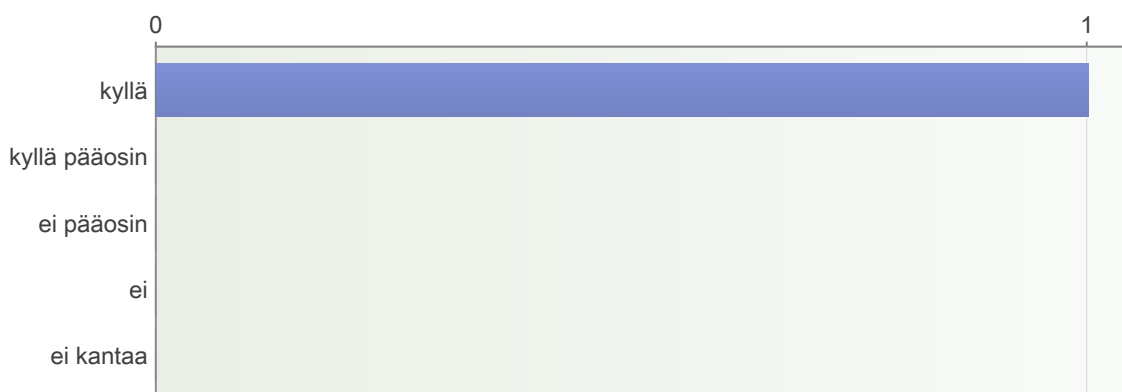 0 1
kyllä
kyllä pääosin
ei pääosin
ei
ei kantaa